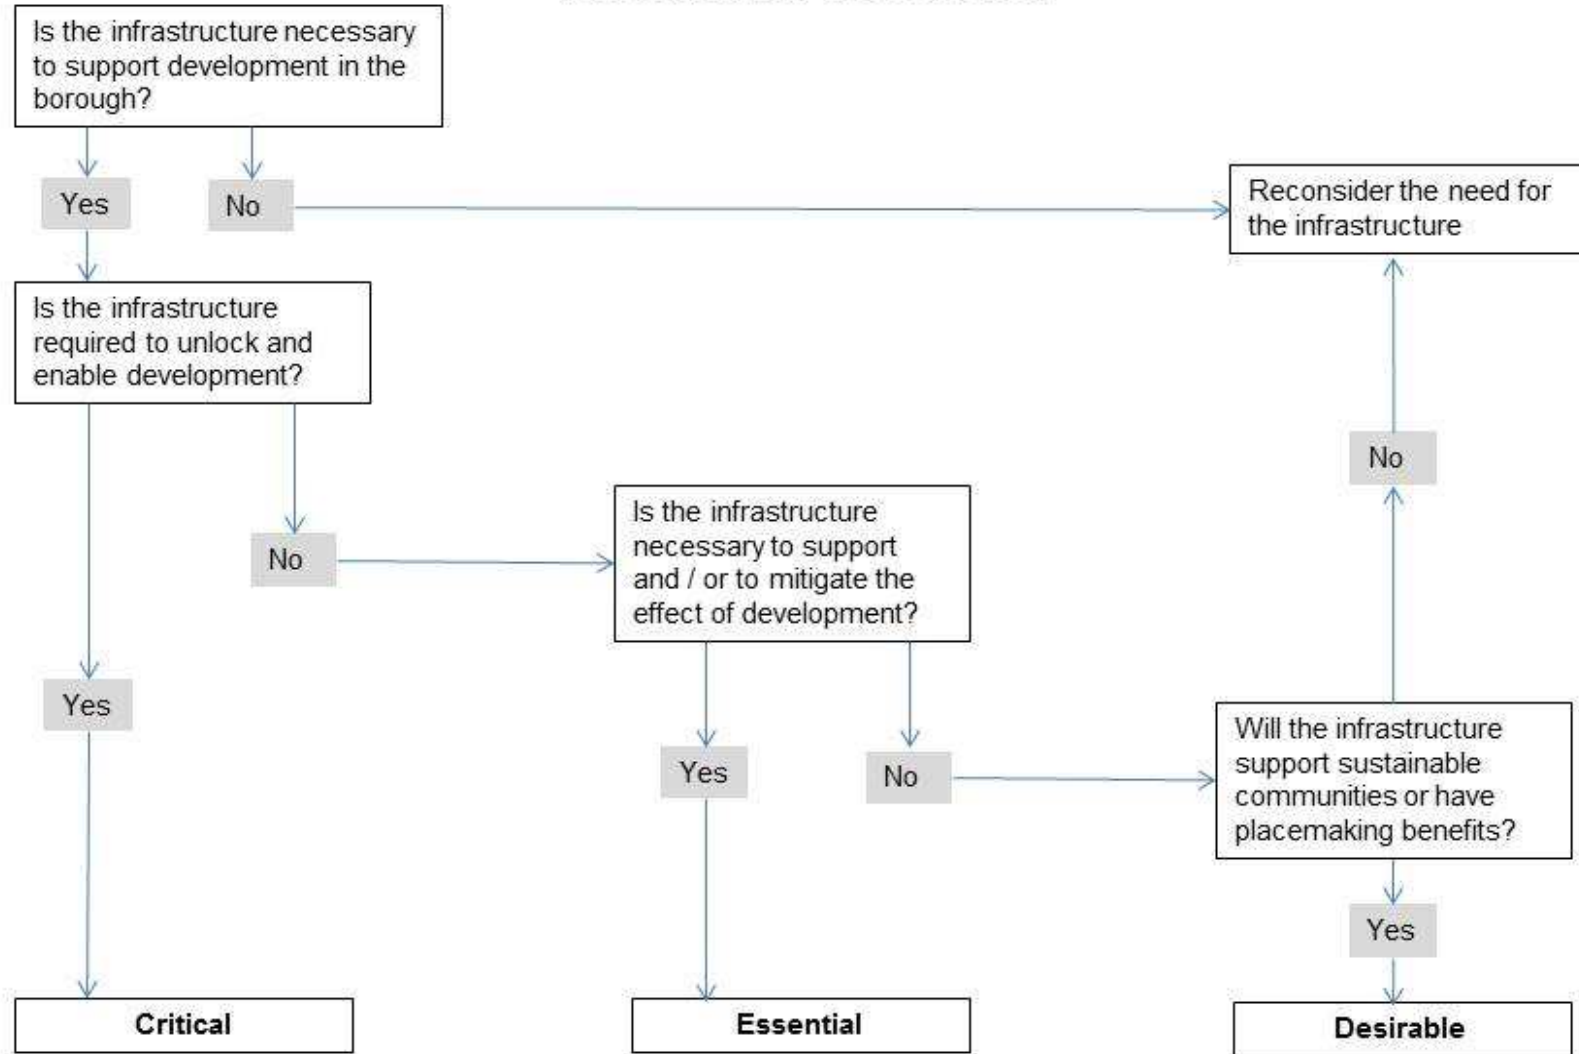 Is the infrastructure necessary
to support development in the
borough?
Yes
No
Reconsider the need for
the infrastructure
Is the infrastructure
required to unlock and
enable development?
No
Is the infrastructure
necessary to support
and / or to mitigate the
effect of development?
No
Yes
Yes
No
Will the infrastructure
support sustainable
communities or have
placemaking benefits?
Yes
Critical
Essential
Desirable